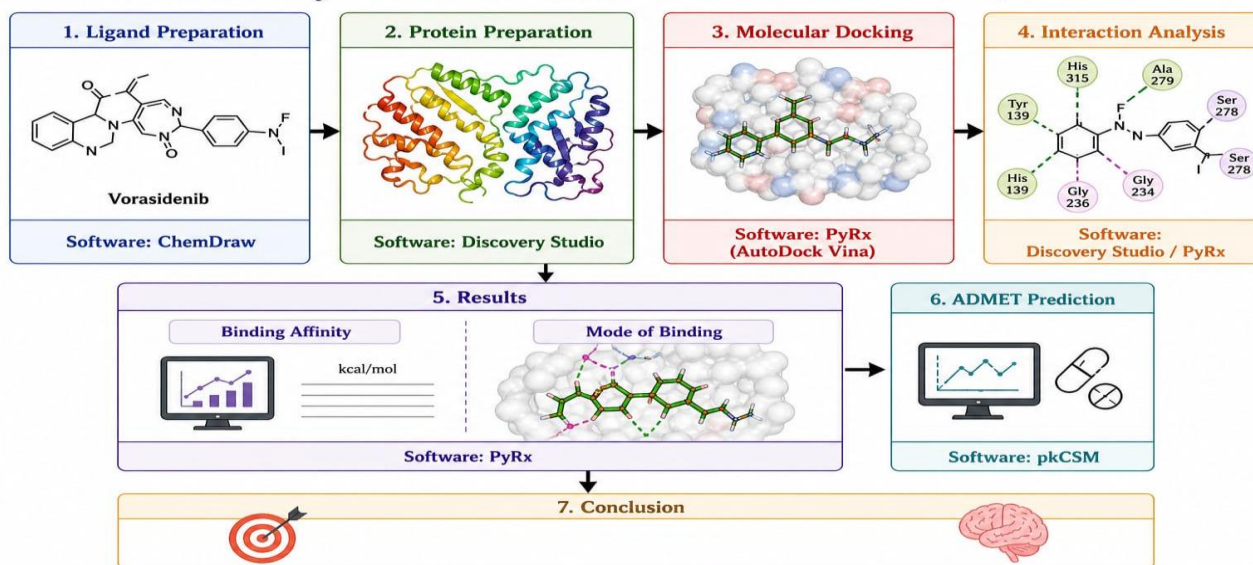 1. Ligand Preparation
O
N
N
N
N
O
N
F
I
Vorasidenib
Software: ChemDraw
2. Protein Preparation
Software: Discovery Studio
3. Molecular Docking
Software: PyRx
(AutoDock Vina)
4. Interaction Analysis
His
315
Ala
279
Tyr
139
F
Ser
278
N
N
Ser
278
I
His
139
Gly
236
Gly
234
Software:
Discovery Studio / PyRx
5. Results
Binding Affinity
kcal/mol
Mode of Binding
Software: PyRx
6. ADMET Prediction
Software: pkCSM
7. Conclusion